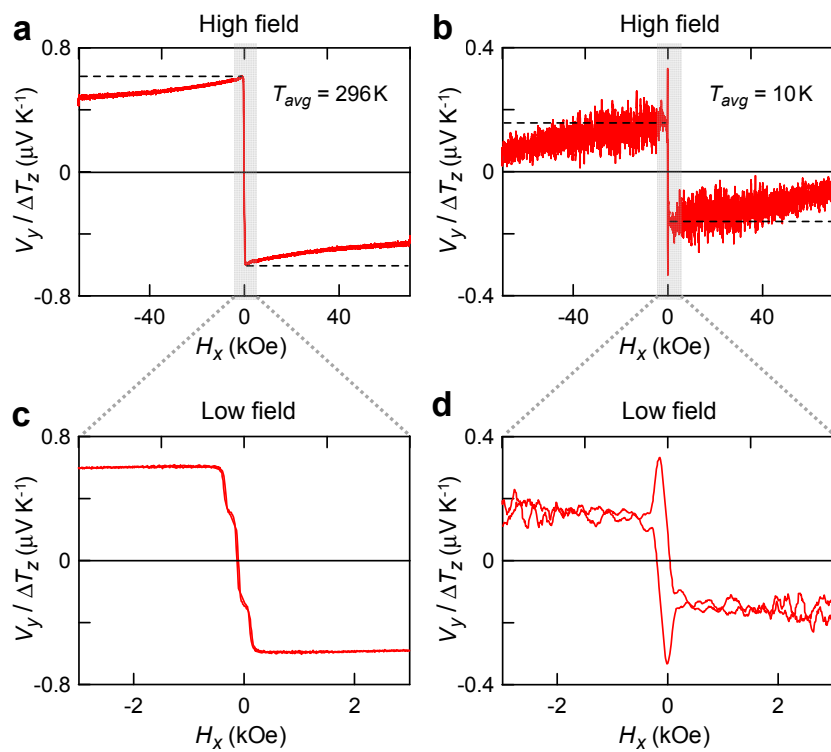 a
High field
0.8
0
-0.8
V_y / ΔT_z (μV K⁻¹)
T_avg = 296K
-40
0
40
H_x (kOe)
b
High field
0.4
0
-0.4
V_y / ΔT_z (μV K⁻¹)
T_avg = 10K
-40
0
40
H_x (kOe)
c
Low field
0.8
0
-0.8
V_y / ΔT_z (μV K⁻¹)
-2
0
2
H_x (kOe)
d
Low field
0.4
0
-0.4
V_y / ΔT_z (μV K⁻¹)
-2
0
2
H_x (kOe)